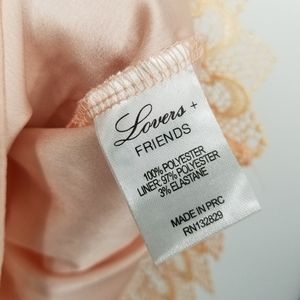 Lovers +
FRIENDS
100% POLYESTER
LINER: 97% POLYESTER
3% ELASTANE
MADE IN PRC
RN132829